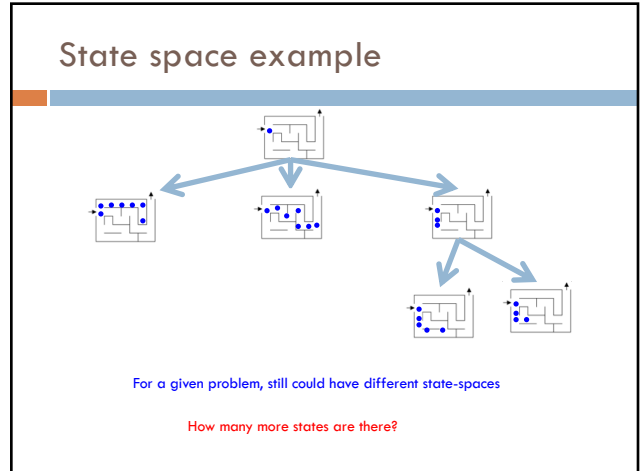 State space example
For a given problem, still could have different state-spaces
How many more states are there?